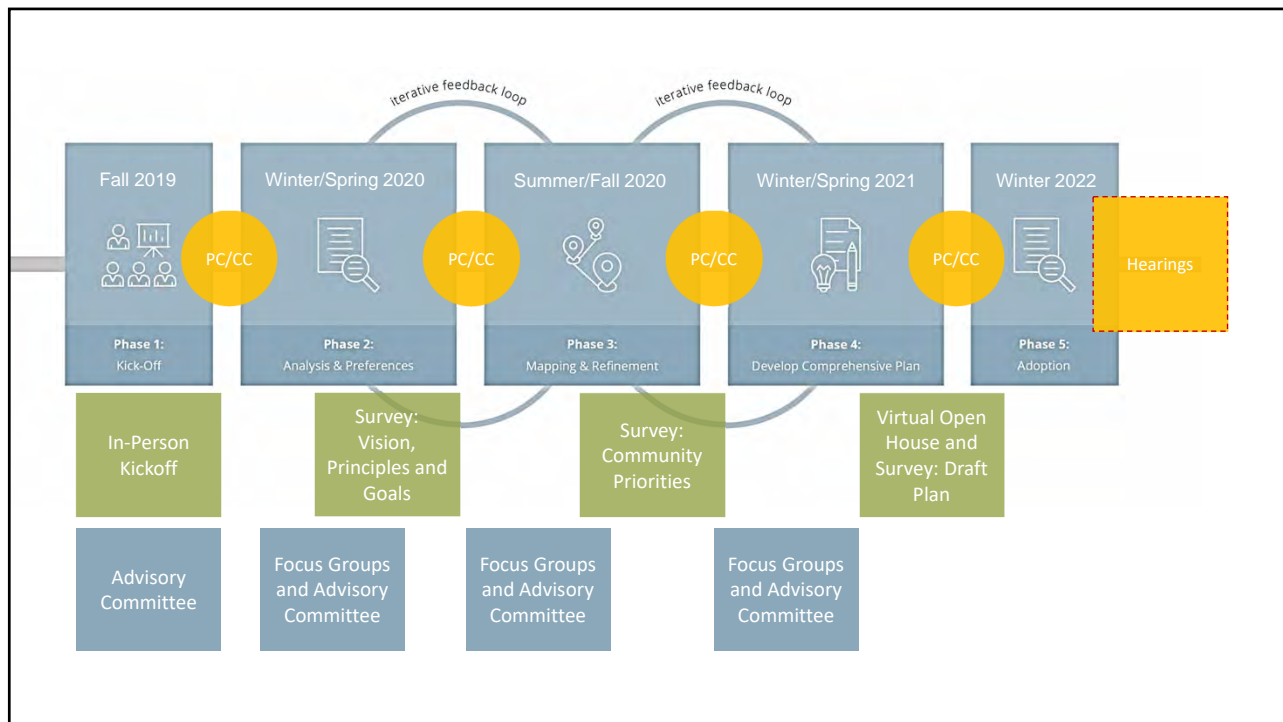 iterative feedback loop
iterative feedback loop
Fall 2019
Winter/Spring 2020
Summer/Fall 2020
Winter/Spring 2021
Winter 2022
PC/CC
PC/CC
PC/CC
PC/CC
Hearings
Phase 1:
Kick-Off
Phase 2:
Analysis & Preferences
Phase 3:
Mapping & Refinement
Phase 4:
Develop Comprehensive Plan
Phase 5:
Adoption
In-Person
Kickoff
Survey:
Vision,
Principles and
Goals
Survey:
Community
Priorities
Virtual Open
House and
Survey: Draft
Plan
Advisory
Committee
Focus Groups
and Advisory
Committee
Focus Groups
and Advisory
Committee
Focus Groups
and Advisory
Committee